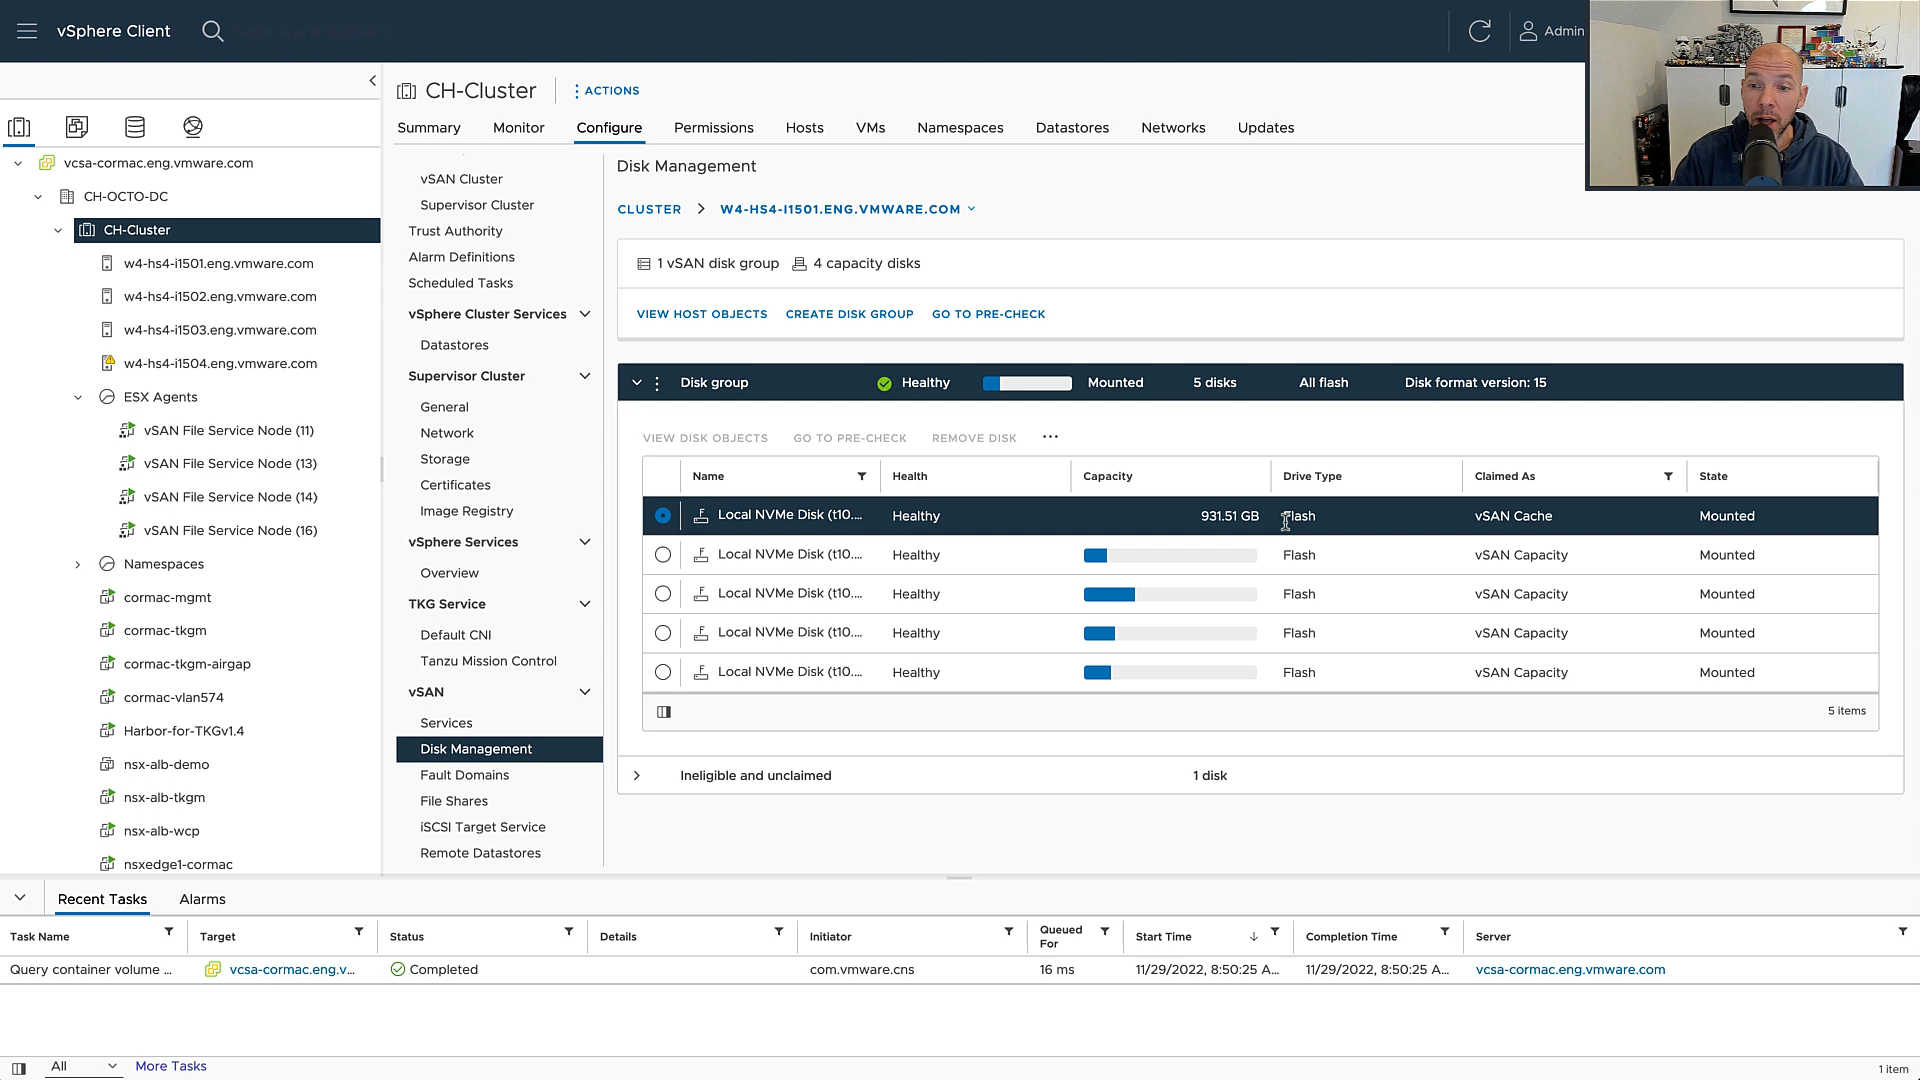 vSphere Client
Admin
CH-Cluster
ACTIONS
Summary Monitor Configure Permissions Hosts VMs Namespaces Datastores Networks Updates
vcsa-cormac.eng.vmware.com
CH-OCTO-DC
CH-Cluster
w4-hs4-i1501.eng.vmware.com
w4-hs4-i1502.eng.vmware.com
w4-hs4-i1503.eng.vmware.com
w4-hs4-i1504.eng.vmware.com
ESX Agents
vSAN File Service Node (11)
vSAN File Service Node (13)
vSAN File Service Node (14)
vSAN File Service Node (16)
Namespaces
cormac-mgmt
cormac-tkgm
cormac-tkgm-airgap
cormac-vlan574
Harbor-for-TKGv1.4
nsx-alb-demo
nsx-alb-tkgm
nsx-alb-wcp
nsxedge1-cormac
vSAN Cluster
Supervisor Cluster
Trust Authority
Alarm Definitions
Scheduled Tasks
vSphere Cluster Services
Datastores
Supervisor Cluster
General
Network
Storage
Certificates
Image Registry
vSphere Services
Overview
TKG Service
Default CNI
Tanzu Mission Control
vSAN
Services
Disk Management
Fault Domains
File Shares
iSCSI Target Service
Remote Datastores
Disk Management
CLUSTER > W4-HS4-I1501.ENG.VMWARE.COM
1 vSAN disk group 4 capacity disks
VIEW HOST OBJECTS CREATE DISK GROUP GO TO PRE-CHECK
Disk group Healthy Mounted 5 disks All flash Disk format version: 15
VIEW DISK OBJECTS GO TO PRE-CHECK REMOVE DISK ...
Name Health Capacity Drive Type Claimed As State
Local NVMe Disk (t10.... Healthy 931.51 GB Flash vSAN Cache Mounted
Local NVMe Disk (t10.... Healthy Flash vSAN Capacity Mounted
Local NVMe Disk (t10.... Healthy Flash vSAN Capacity Mounted
Local NVMe Disk (t10.... Healthy Flash vSAN Capacity Mounted
Local NVMe Disk (t10.... Healthy Flash vSAN Capacity Mounted
5 items
Ineligible and unclaimed 1 disk
Recent Tasks Alarms
Task Name Target Status Details Initiator Queued For Start Time Completion Time Server
Query container volume ... vcsa-cormac.eng.v... Completed com.vmware.cns 16 ms 11/29/2022, 8:50:25 A... 11/29/2022, 8:50:25 A... vcsa-cormac.eng.vmware.com
All More Tasks
1 item